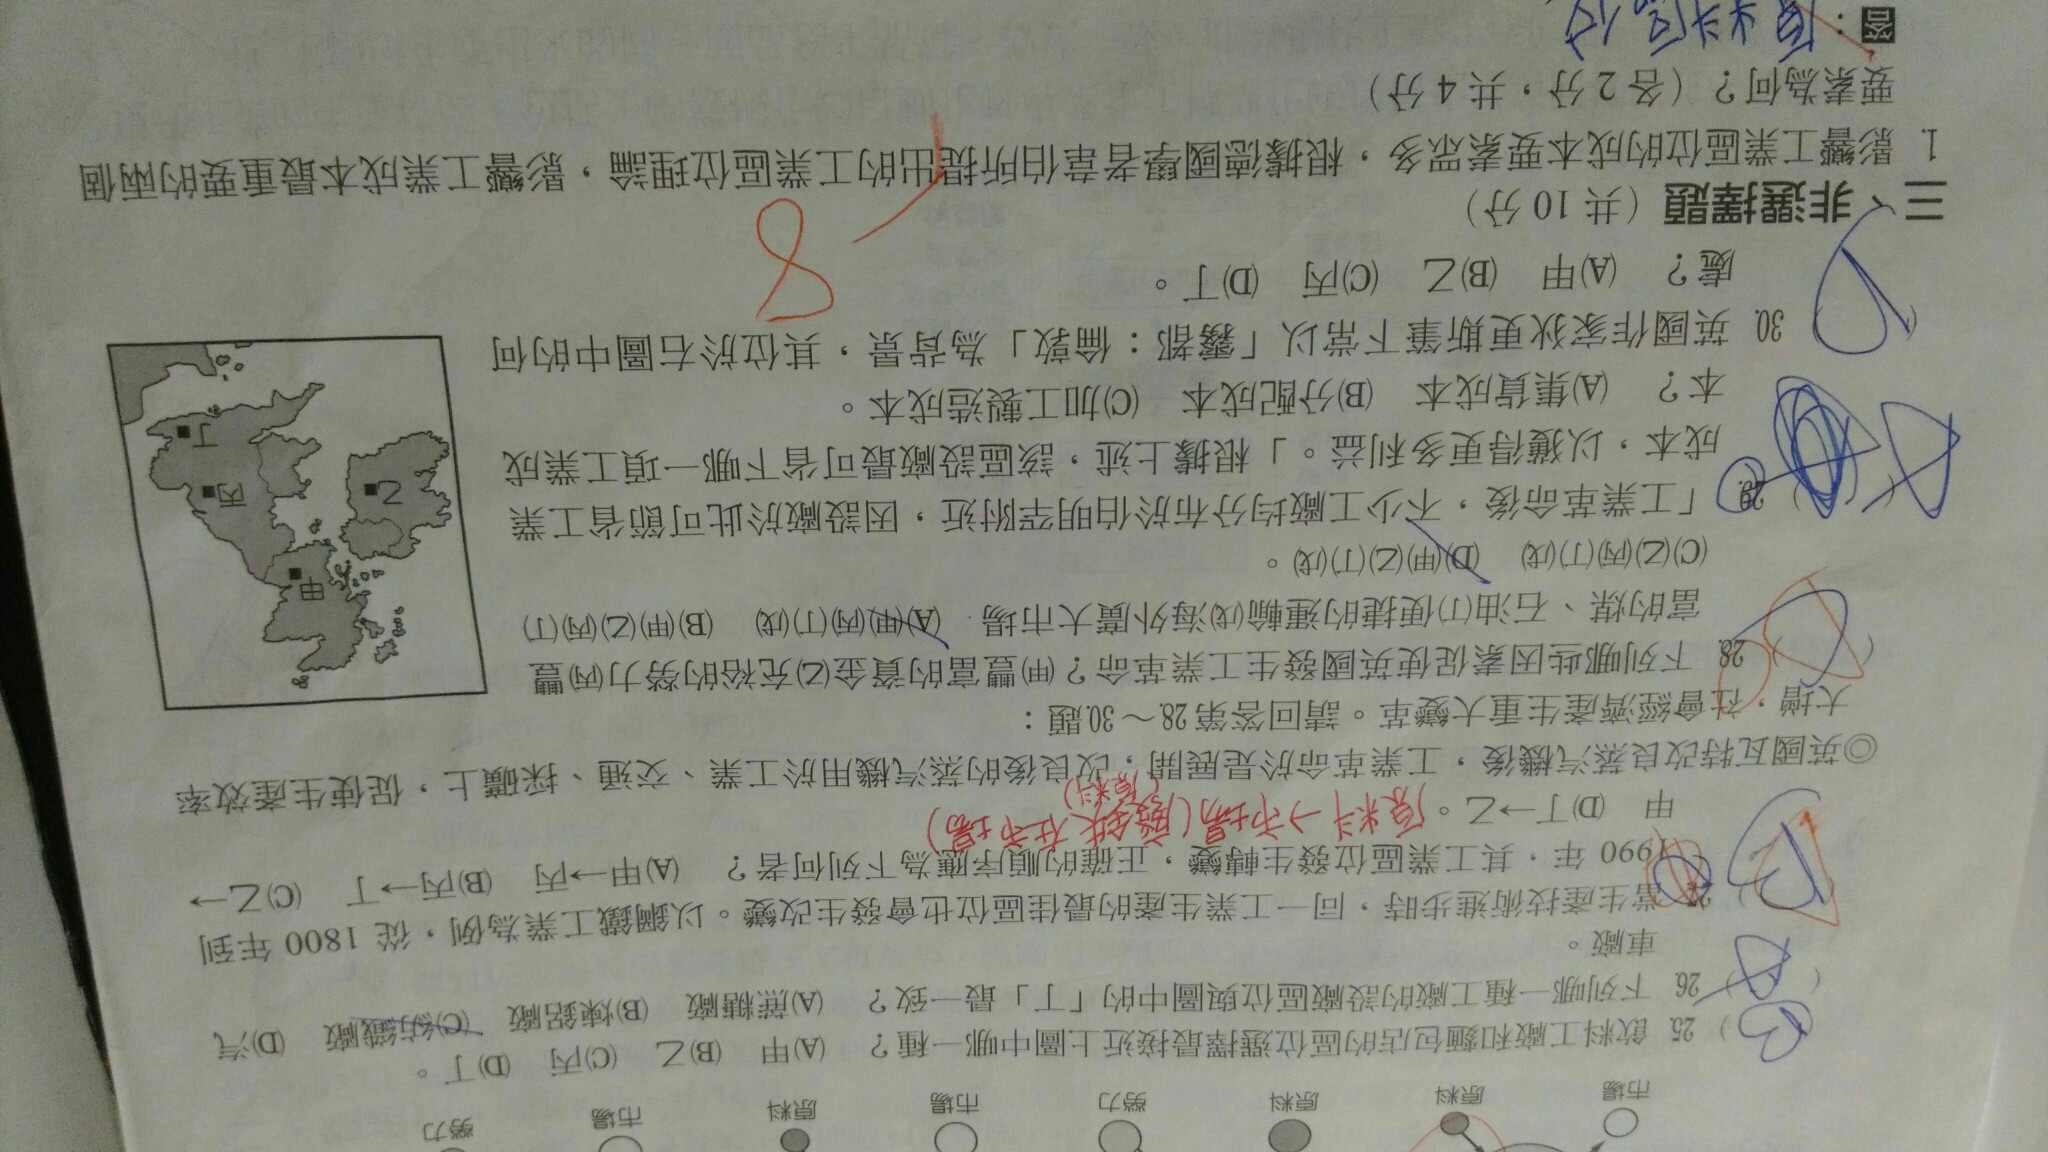 原料 市場 原料 勞力 市場 原料 市場 勞力
25. 飲料工廠和麵包店的區位選擇最接近上圖中哪一種？ (A)甲 (B)乙 (C)丙 (D)丁。
B
26. 下列哪一種工廠的設廠區位與圖中的「丁」最一致？ (A)蔗糖廠 (B)煉鋁廠 (C)紡織廠 (D)汽
車廠。
A
27. 當生產技術進步時，同一工業生產的最佳區位也會發生改變。以鋼鐵工業為例，從 1800 年到
1990 年，其工業區位發生轉變，正確的順序應為下列何者？ (A)甲→丙 (B)丙→丁 (C)乙→
甲 (D)丁→乙。
原料→市場(廢鐵在市場)
(原料)
◎英國瓦特改良蒸汽機後，工業革命於是展開，改良後的蒸汽機用於工業、交通、採礦上，促使生產效率
大增，社會經濟產生重大變革。請回答第 28.～30.題：
28. 下列哪些因素促使英國發生工業革命？(甲)豐富的資金(乙)充裕的勞力(丙)豐
富的煤、石油(丁)便捷的運輸(戊)海外廣大市場 (A)(甲)(丙)(丁)(戊) (B)(甲)(乙)(丙)(丁)
(C)(乙)(丙)(丁)(戊) (D)(甲)(乙)(丁)(戊)。
29. 「工業革命後，不少工廠均分布於伯明罕附近，因設廠於此可節省工業
成本，以獲得更多利益。」根據上述，該區設廠最可省下哪一項工業成
本？ (A)集貨成本 (B)分配成本 (C)加工製造成本。
A
30. 英國作家狄更斯筆下常以「霧都：倫敦」為背景，其位於右圖中的何
處？ (A)甲 (B)乙 (C)丙 (D)丁。
D
甲
乙
丙
丁
8
三、非選擇題（共 10 分）
1. 影響工業區位的成本要素眾多，根據德國學者韋伯所提出的工業區位理論，影響工業成本最重要的兩個
要素為何？（各 2 分，共 4 分）
答：原料